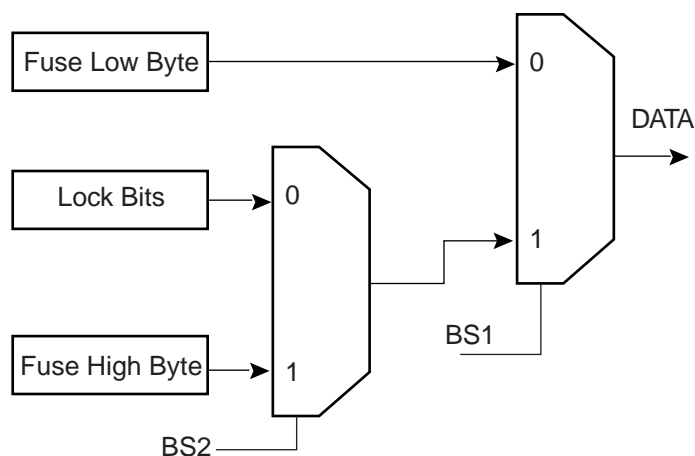 Fuse Low Byte
0
DATA
Lock Bits
0
1
BS1
Fuse High Byte
1
BS2